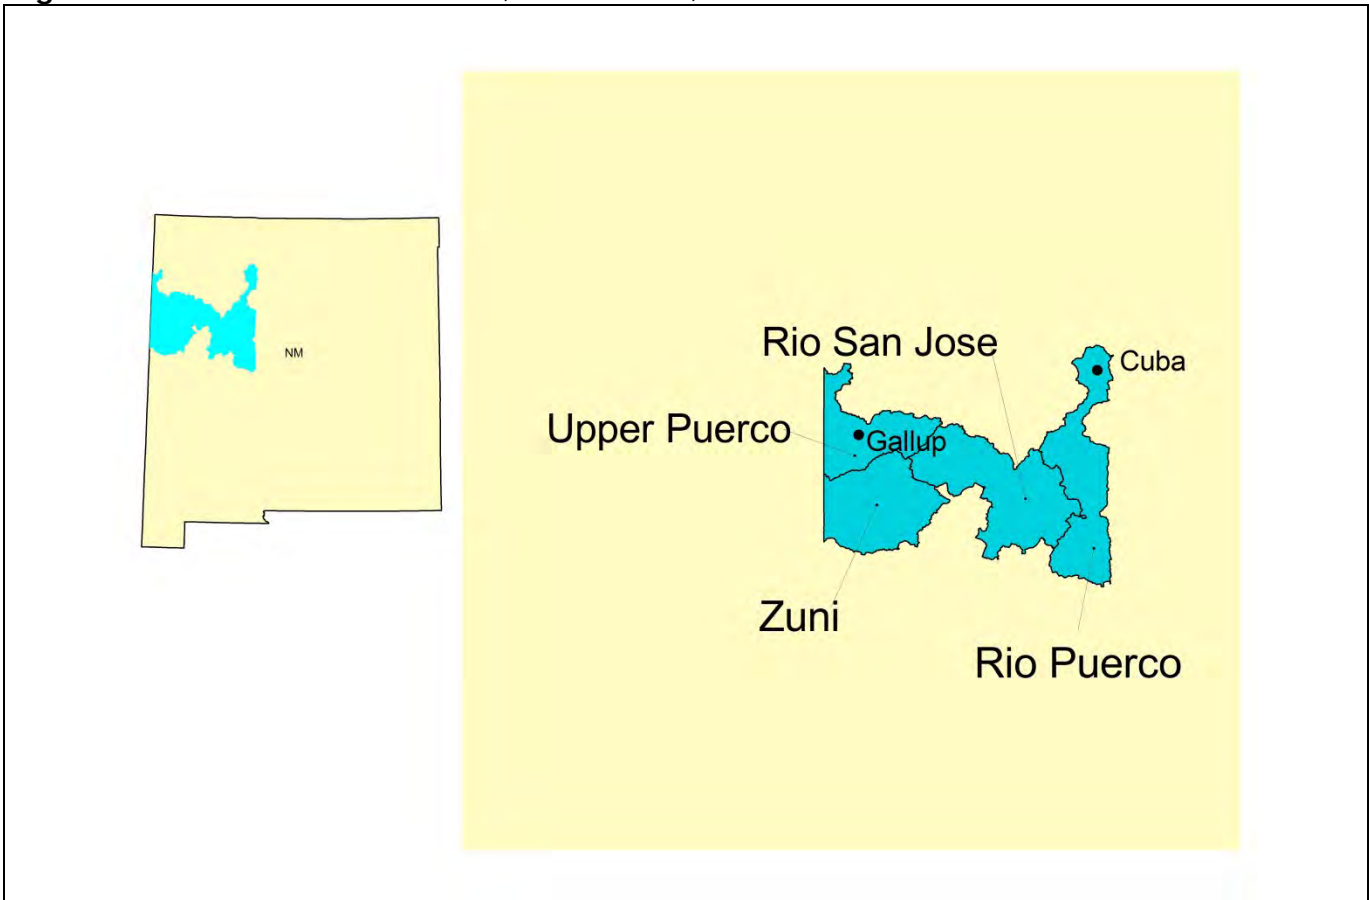 NM
Rio San Jose
Cuba
Upper Puerco
Gallup
Zuni
Rio Puerco